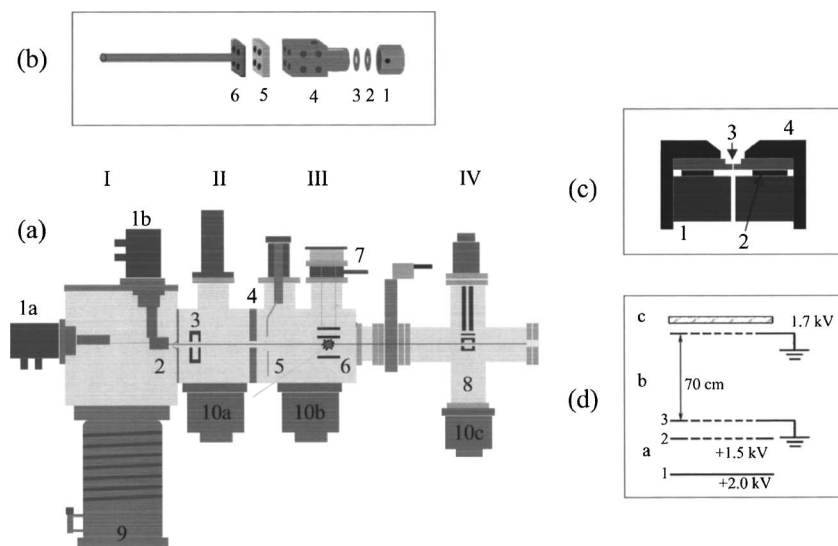 (b)
6 5 4 3 2 1
I II III IV
(a)
1b
1a
7
3
4
2
5
6
8
10a
10b
10c
9
(c)
3
4
1
2
(d)
c
1.7 kV
b
70 cm
3
2
a
+1.5 kV
1
+2.0 kV